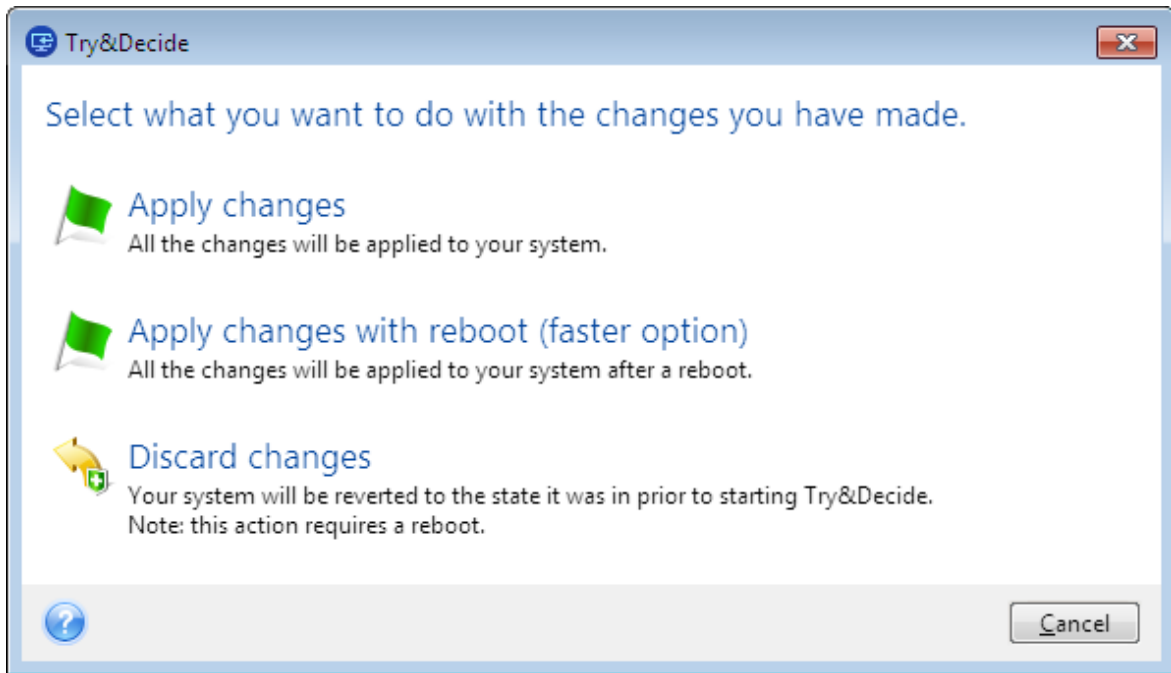 Try&Decide
Select what you want to do with the changes you have made.
Apply changes
All the changes will be applied to your system.
Apply changes with reboot (faster option)
All the changes will be applied to your system after a reboot.
Discard changes
Your system will be reverted to the state it was in prior to starting Try&Decide.
Note: this action requires a reboot.
?
Cancel